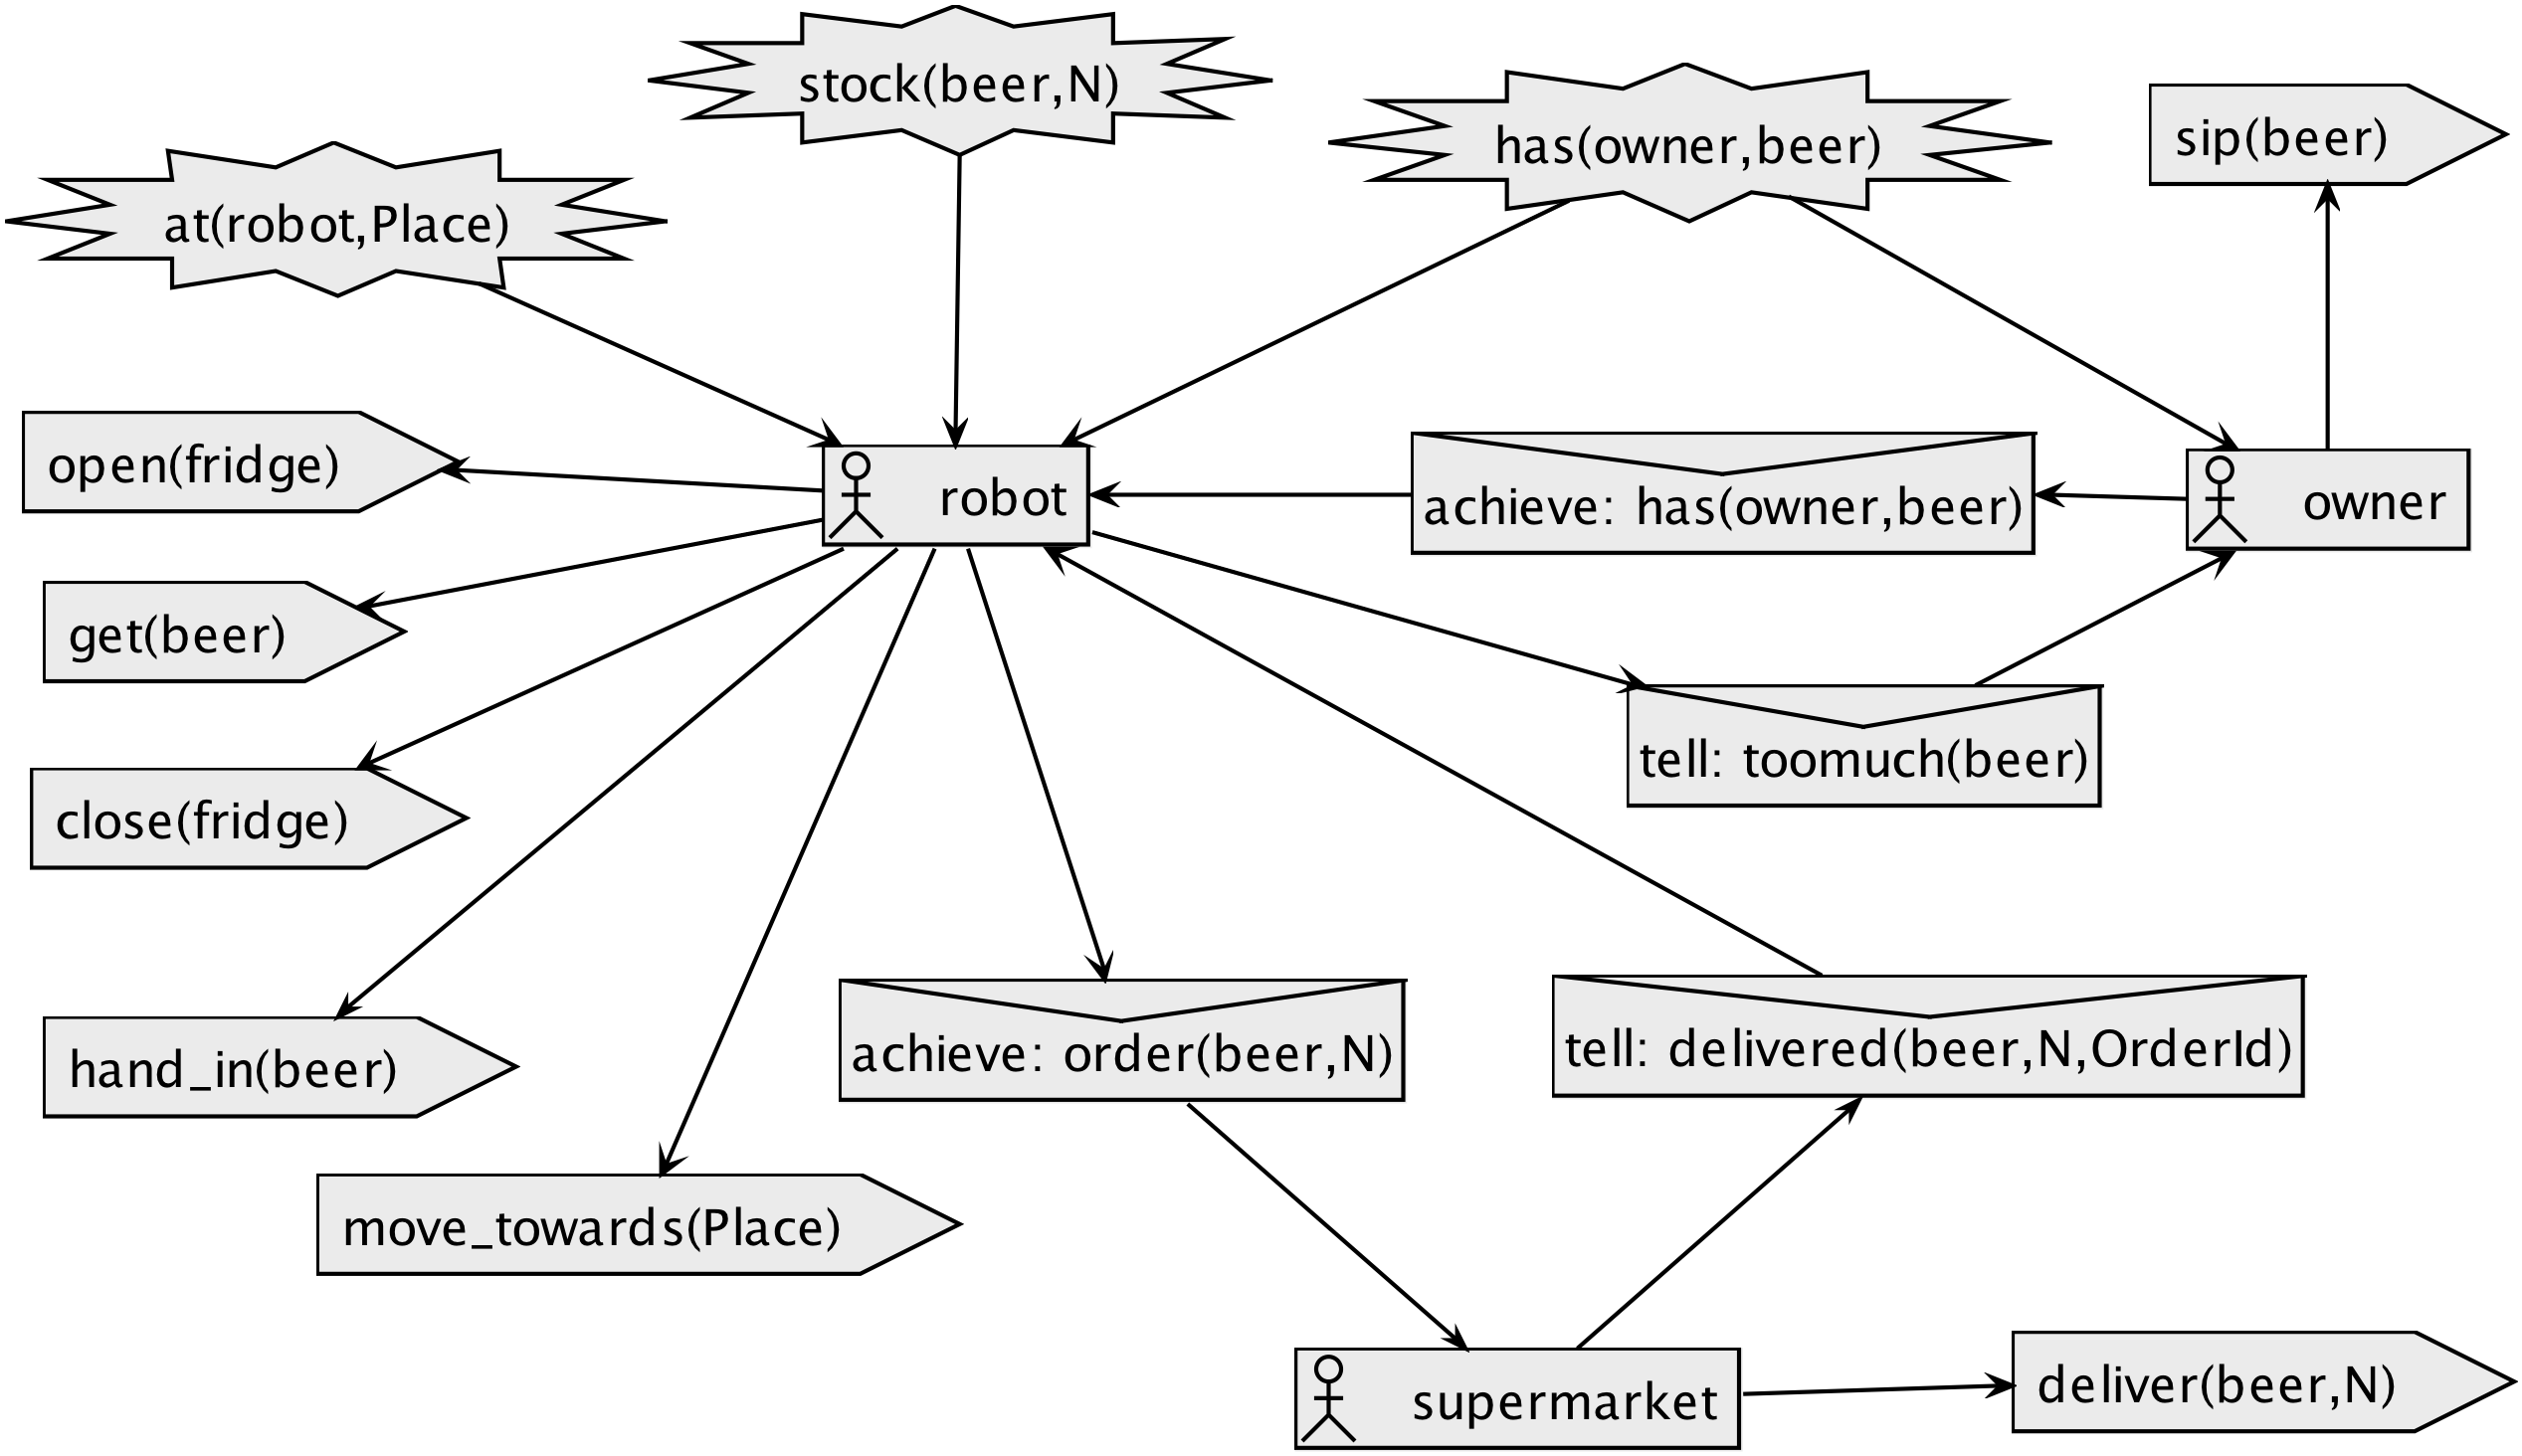 stock(beer,N)
has(owner,beer)
sip(beer)
at(robot,Place)
open(fridge)
robot
achieve: has(owner,beer)
owner
get(beer)
tell: toomuch(beer)
close(fridge)
hand_in(beer)
achieve: order(beer,N)
tell: delivered(beer,N,OrderId)
move_towards(Place)
supermarket
deliver(beer,N)